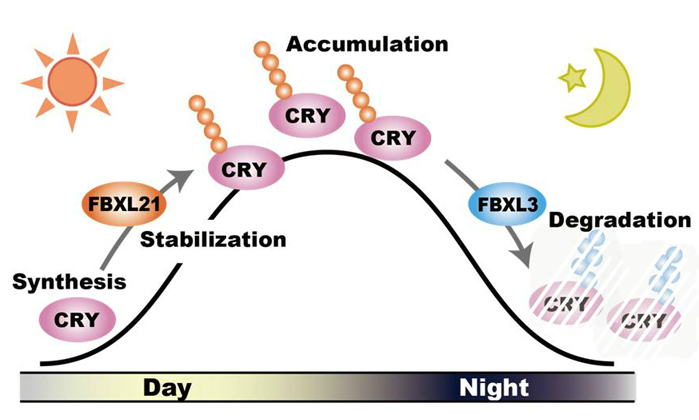 Accumulation
CRY
CRY
CRY
FBXL21
FBXL3
Degradation
Stabilization
Synthesis
CRY
CRY
CRY
Day
Night